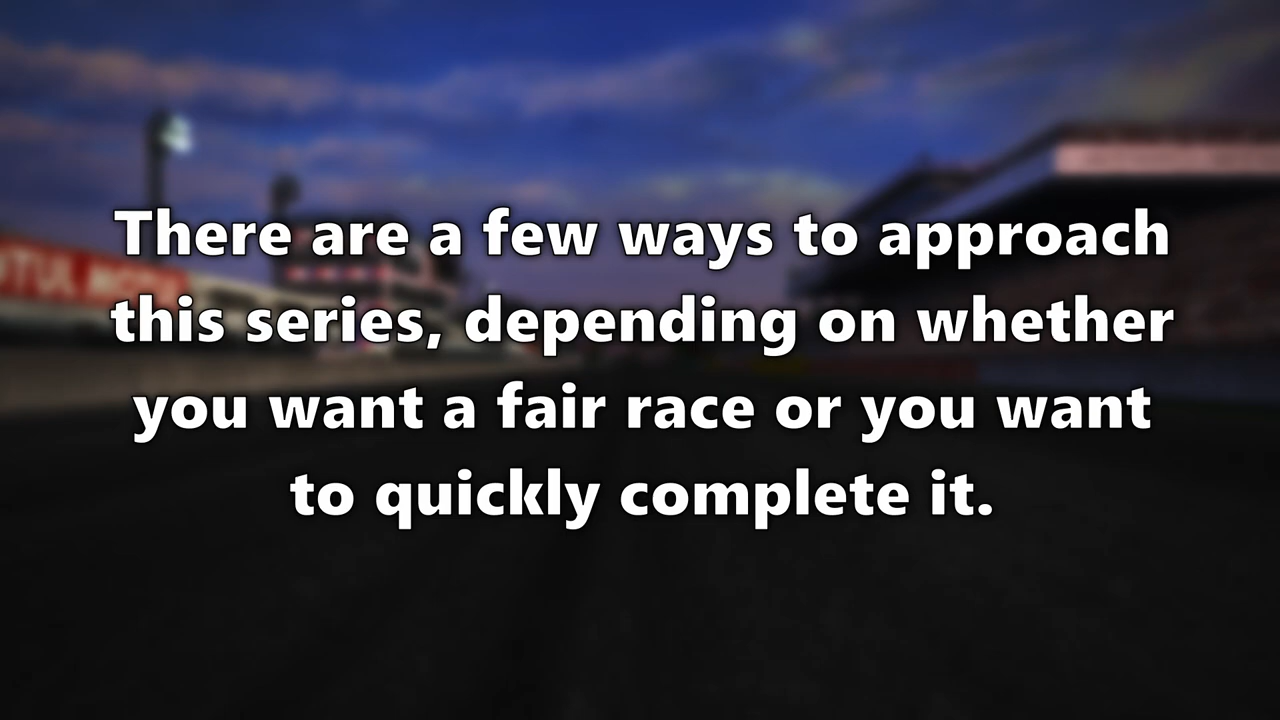 There are a few ways to approach
this series, depending on whether
you want a fair race or you want
to quickly complete it.